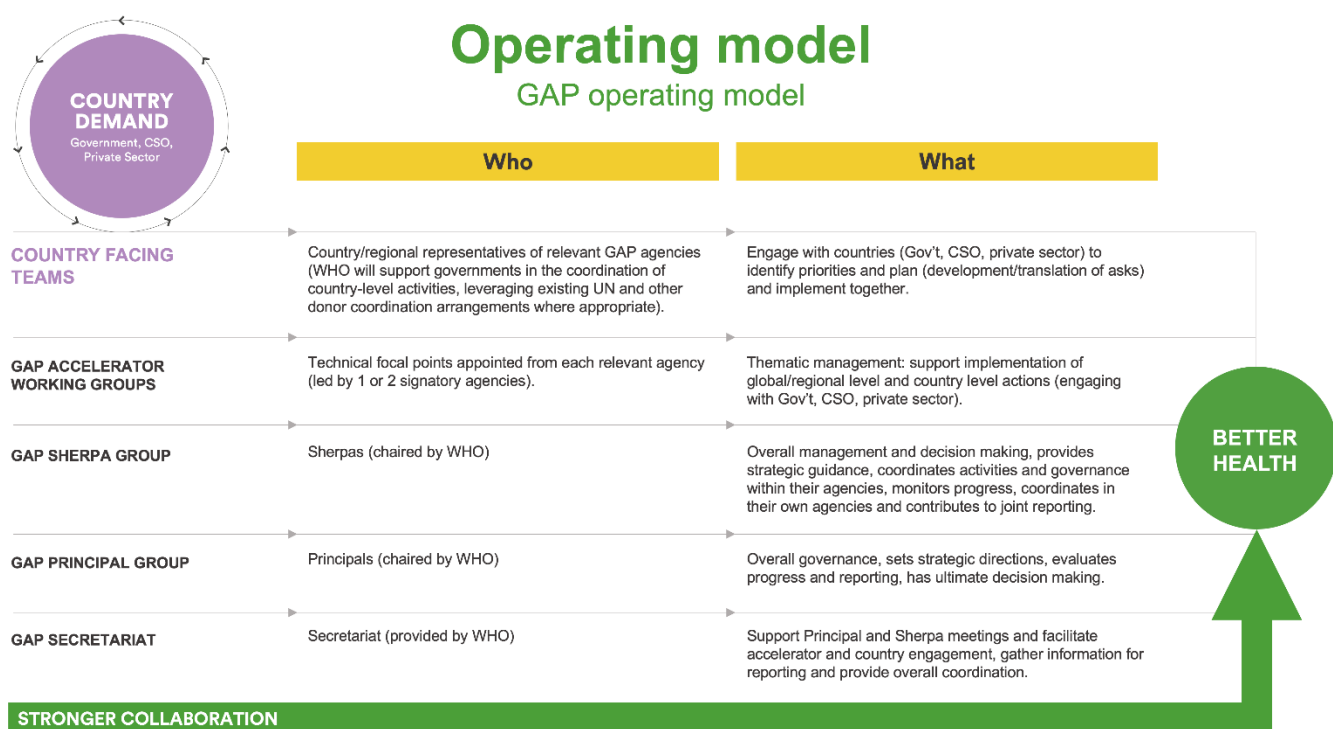 Operating model
GAP operating model
COUNTRY
DEMAND
Government, CSO,
Private Sector
Who
What
COUNTRY FACING
TEAMS
Country/regional representatives of relevant GAP agencies
(WHO will support governments in the coordination of
country-level activities, leveraging existing UN and other
donor coordination arrangements where appropriate).
Engage with countries (Gov't, CSO, private sector) to
identify priorities and plan (development/translation of asks)
and implement together.
GAP ACCELERATOR
WORKING GROUPS
Technical focal points appointed from each relevant agency
(led by 1 or 2 signatory agencies).
Thematic management: support implementation of
global/regional level and country level actions (engaging
with Gov't, CSO, private sector).
GAP SHERPA GROUP
Sherpas (chaired by WHO)
Overall management and decision making, provides
strategic guidance, coordinates activities and governance
within their agencies, monitors progress, coordinates in
their own agencies and contributes to joint reporting.
GAP PRINCIPAL GROUP
Principals (chaired by WHO)
Overall governance, sets strategic directions, evaluates
progress and reporting, has ultimate decision making.
GAP SECRETARIAT
Secretariat (provided by WHO)
Support Principal and Sherpa meetings and facilitate
accelerator and country engagement, gather information for
reporting and provide overall coordination.
BETTER
HEALTH
STRONGER COLLABORATION